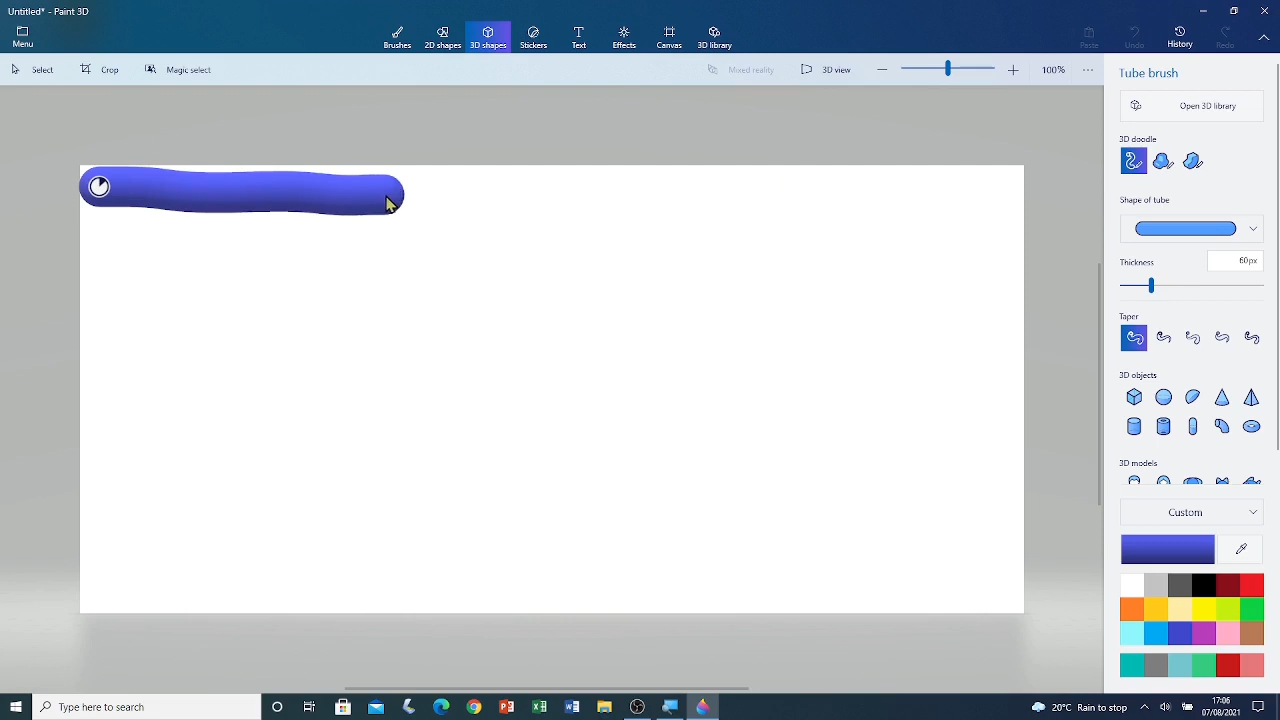 Untitled* - Paint 3D
Menu
Brushes
2D shapes
3D shapes
Stickers
Text
Effects
Canvas
3D library
Paste
Undo
History
Redo
Select
Crop
Magic select
Mixed reality
3D view
100%
Tube brush
Open 3D library
3D doodle
Shape of tube
Thickness
60px
Taper
3D objects
3D models
Custom
Type here to search
20°C Rain to stop
17:06
07/08/2021